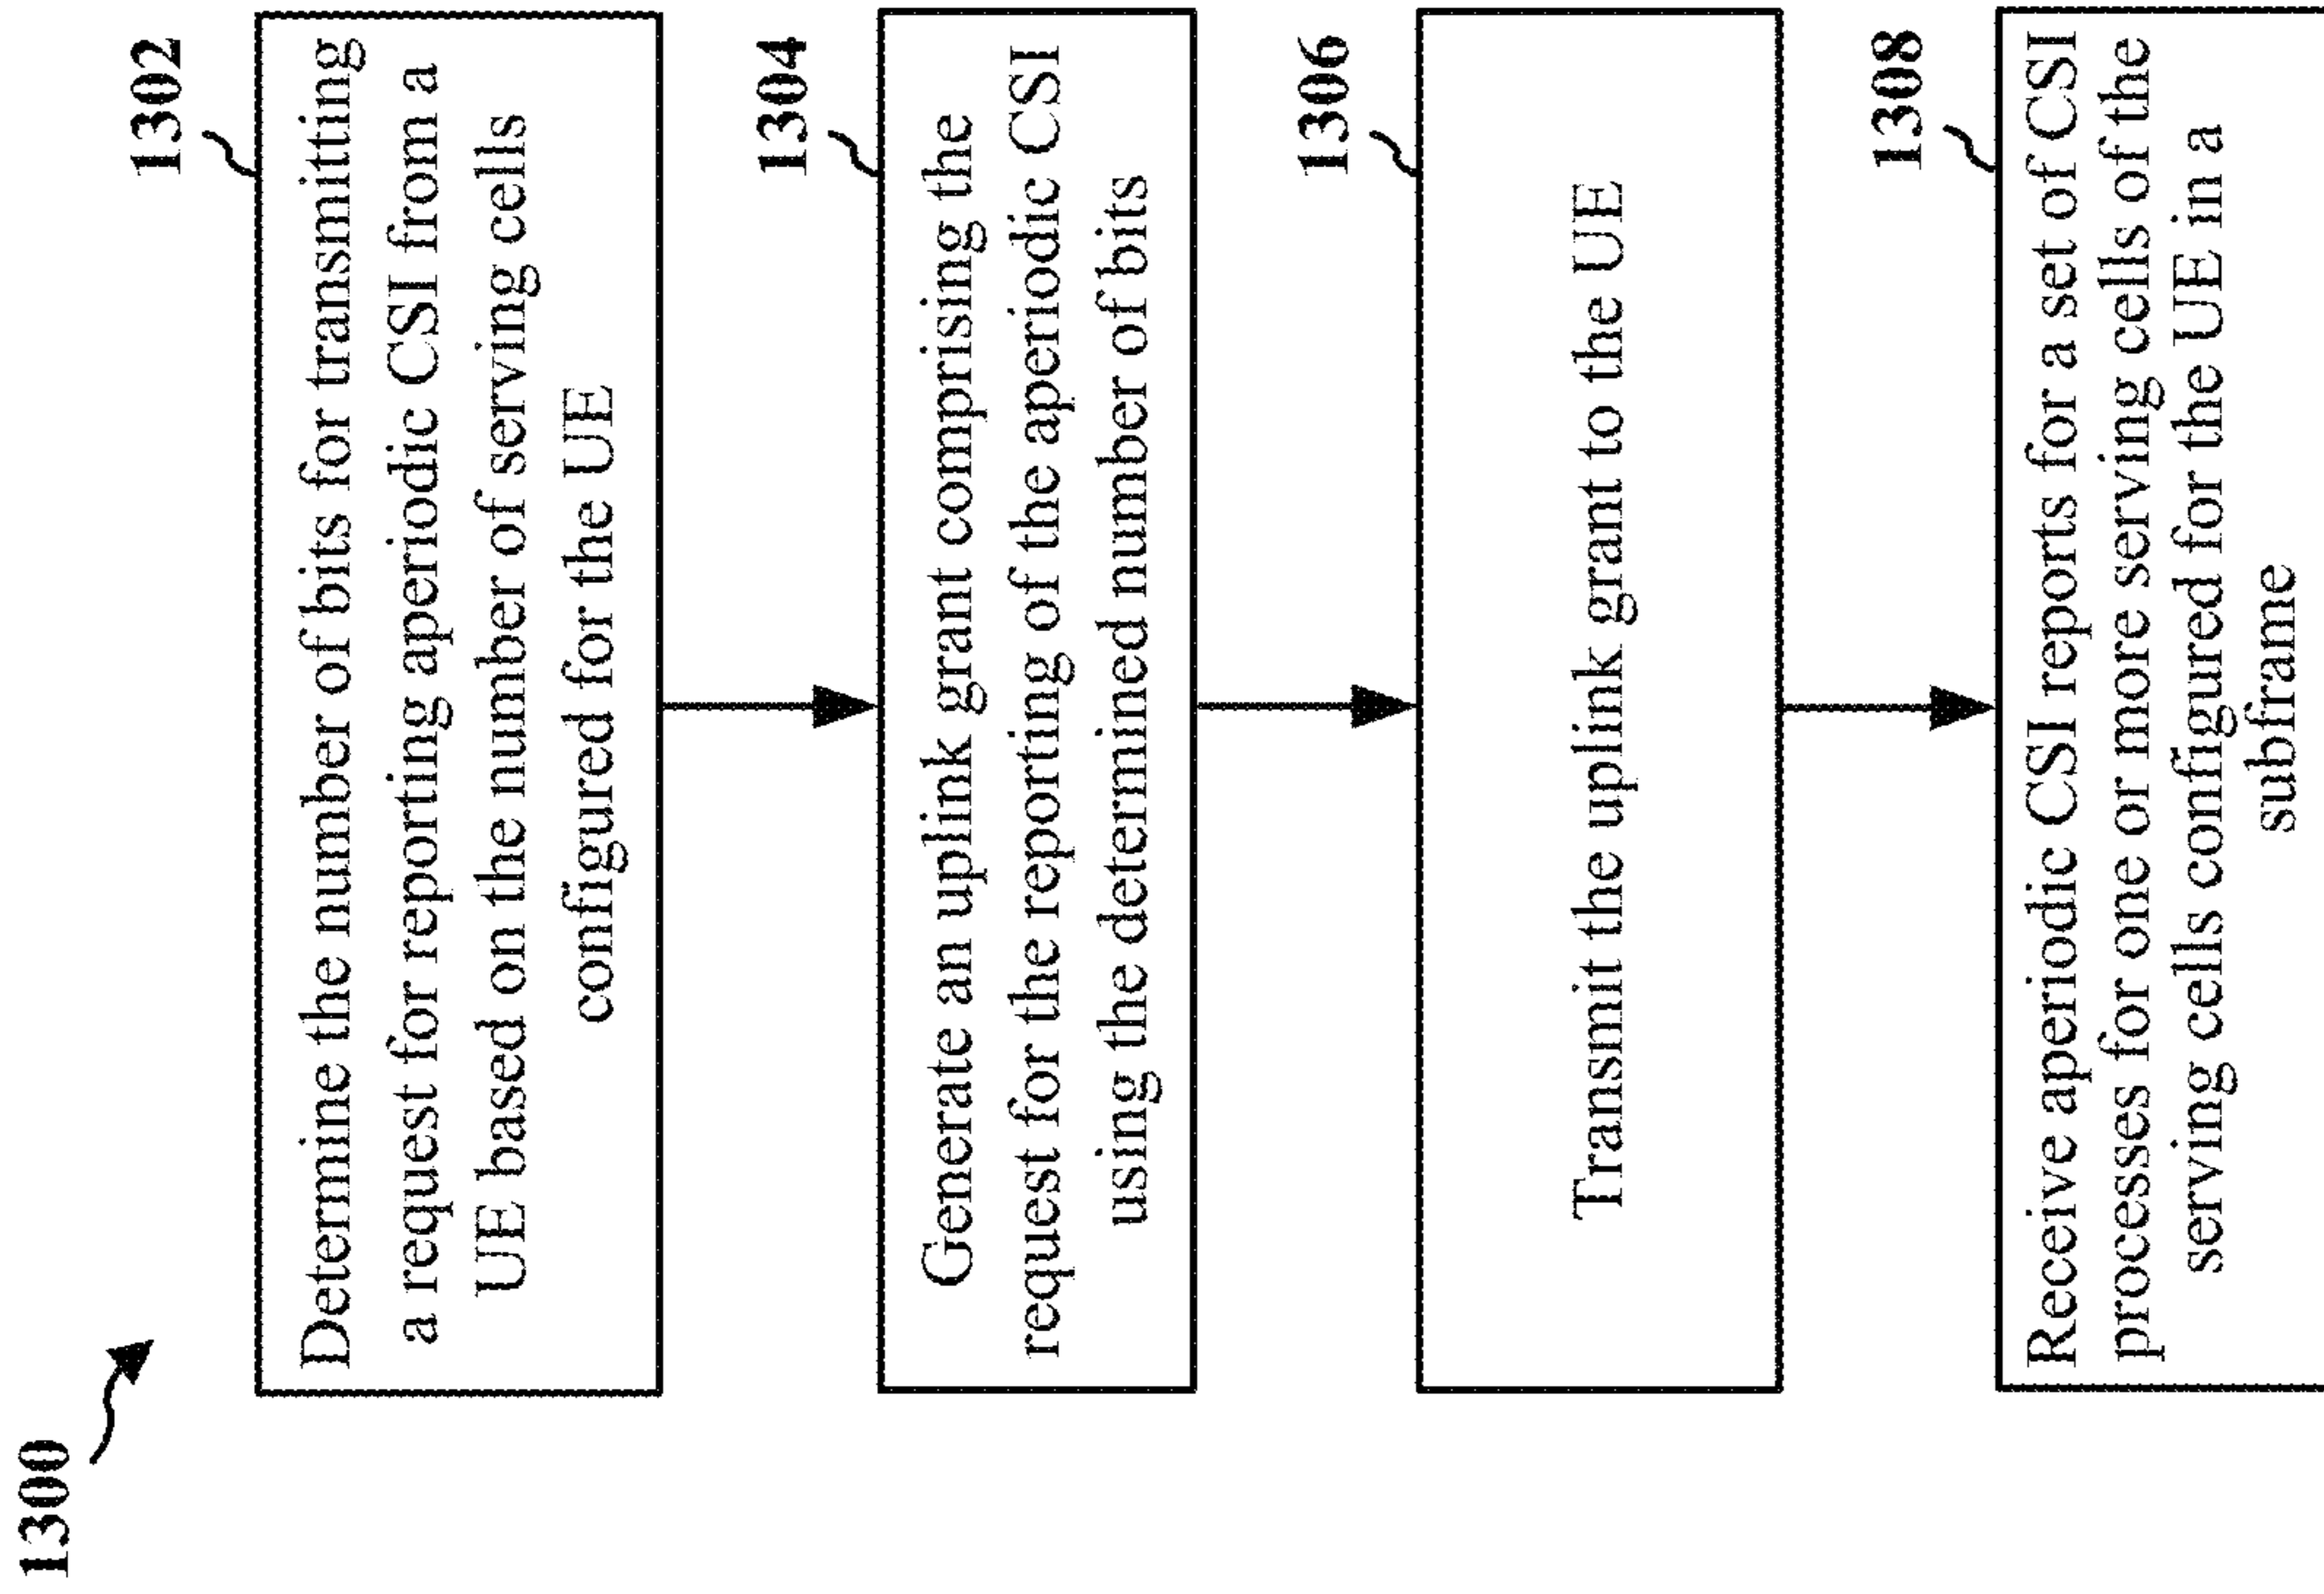 1300
1302
Determine the number of bits for transmitting
a request for reporting aperiodic CSI from a
UE based on the number of serving cells
configured for the UE
1304
Generate an uplink grant comprising the
request for the reporting of the aperiodic CSI
using the determined number of bits
1306
Transmit the uplink grant to the UE
1308
Receive aperiodic CSI reports for a set of CSI
processes for one or more serving cells of the
serving cells configured for the UE in a
subframe